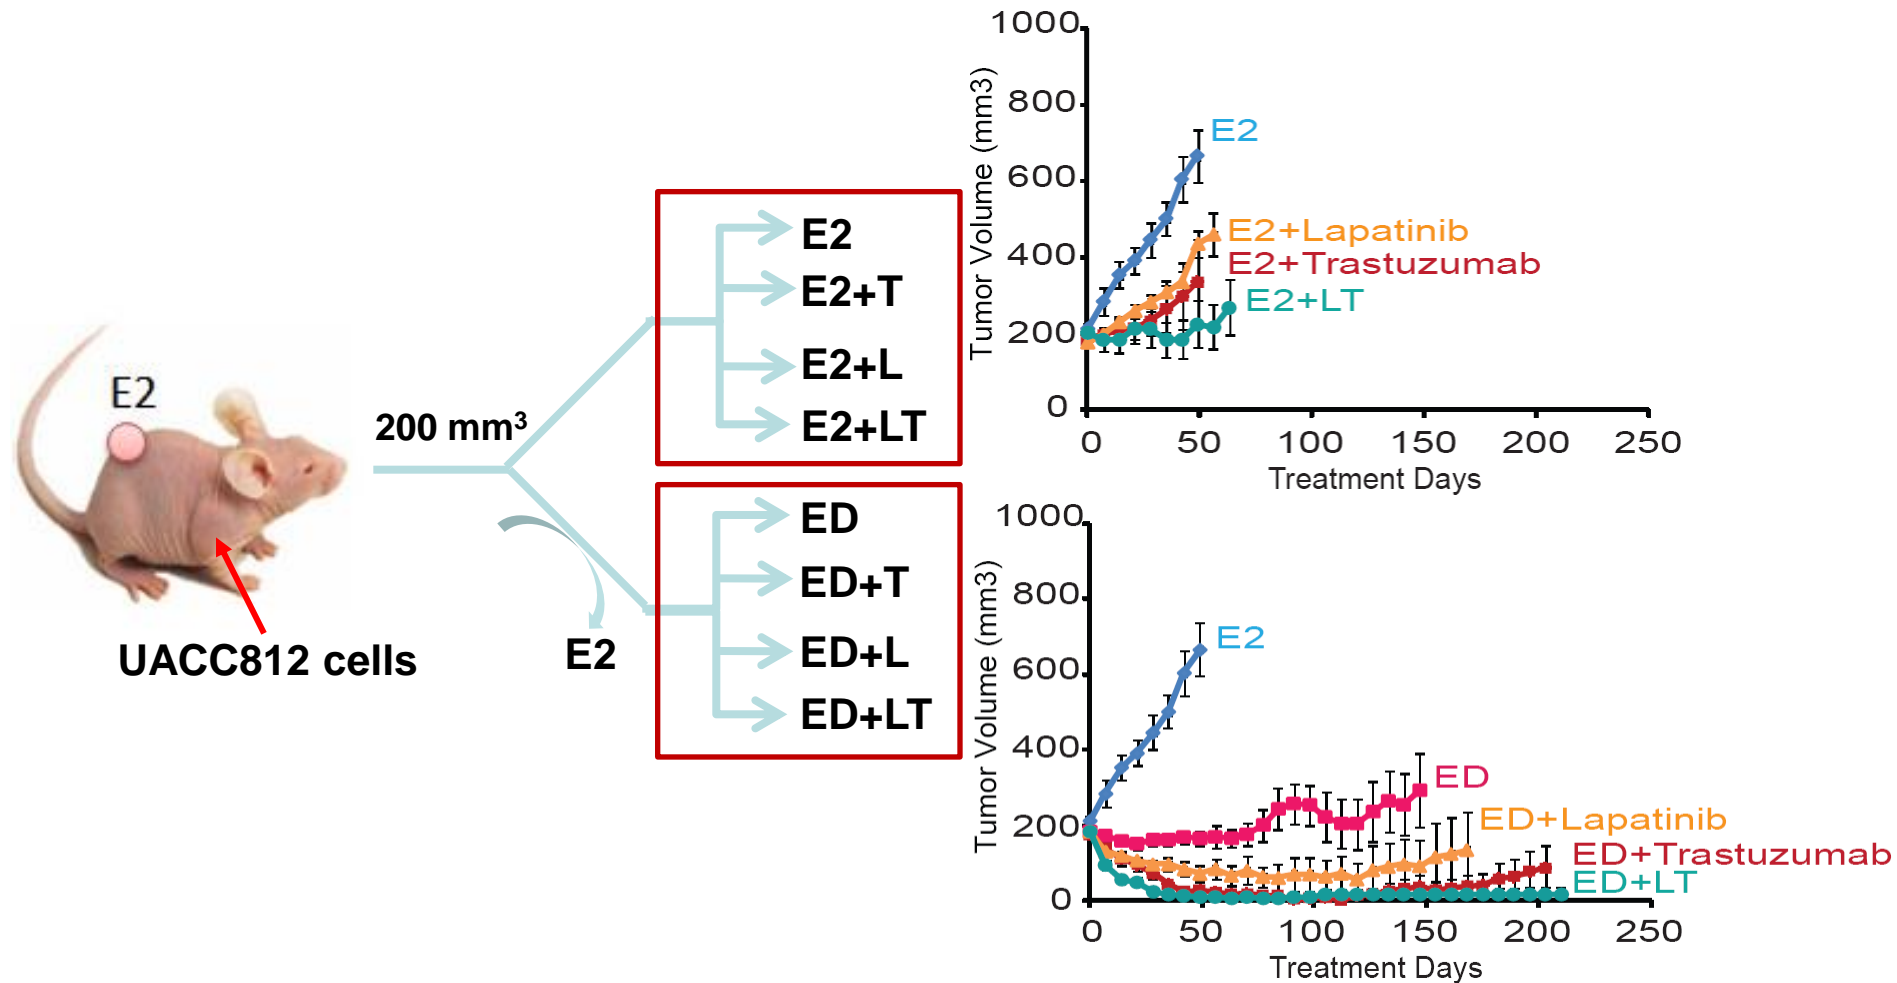 E2
200 mm3
UACC812 cells
E2
E2
E2+T
E2+L
E2+LT
ED
ED+T
ED+L
ED+LT
Tumor Volume (mm3)
1000
800
600
400
200
0
0 50 100 150 200 250
Treatment Days
E2
E2+Lapatinib
E2+Trastuzumab
E2+LT
Tumor Volume (mm3)
1000
800
600
400
200
0
0 50 100 150 200 250
Treatment Days
E2
ED
ED+Lapatinib
ED+Trastuzumab
ED+LT